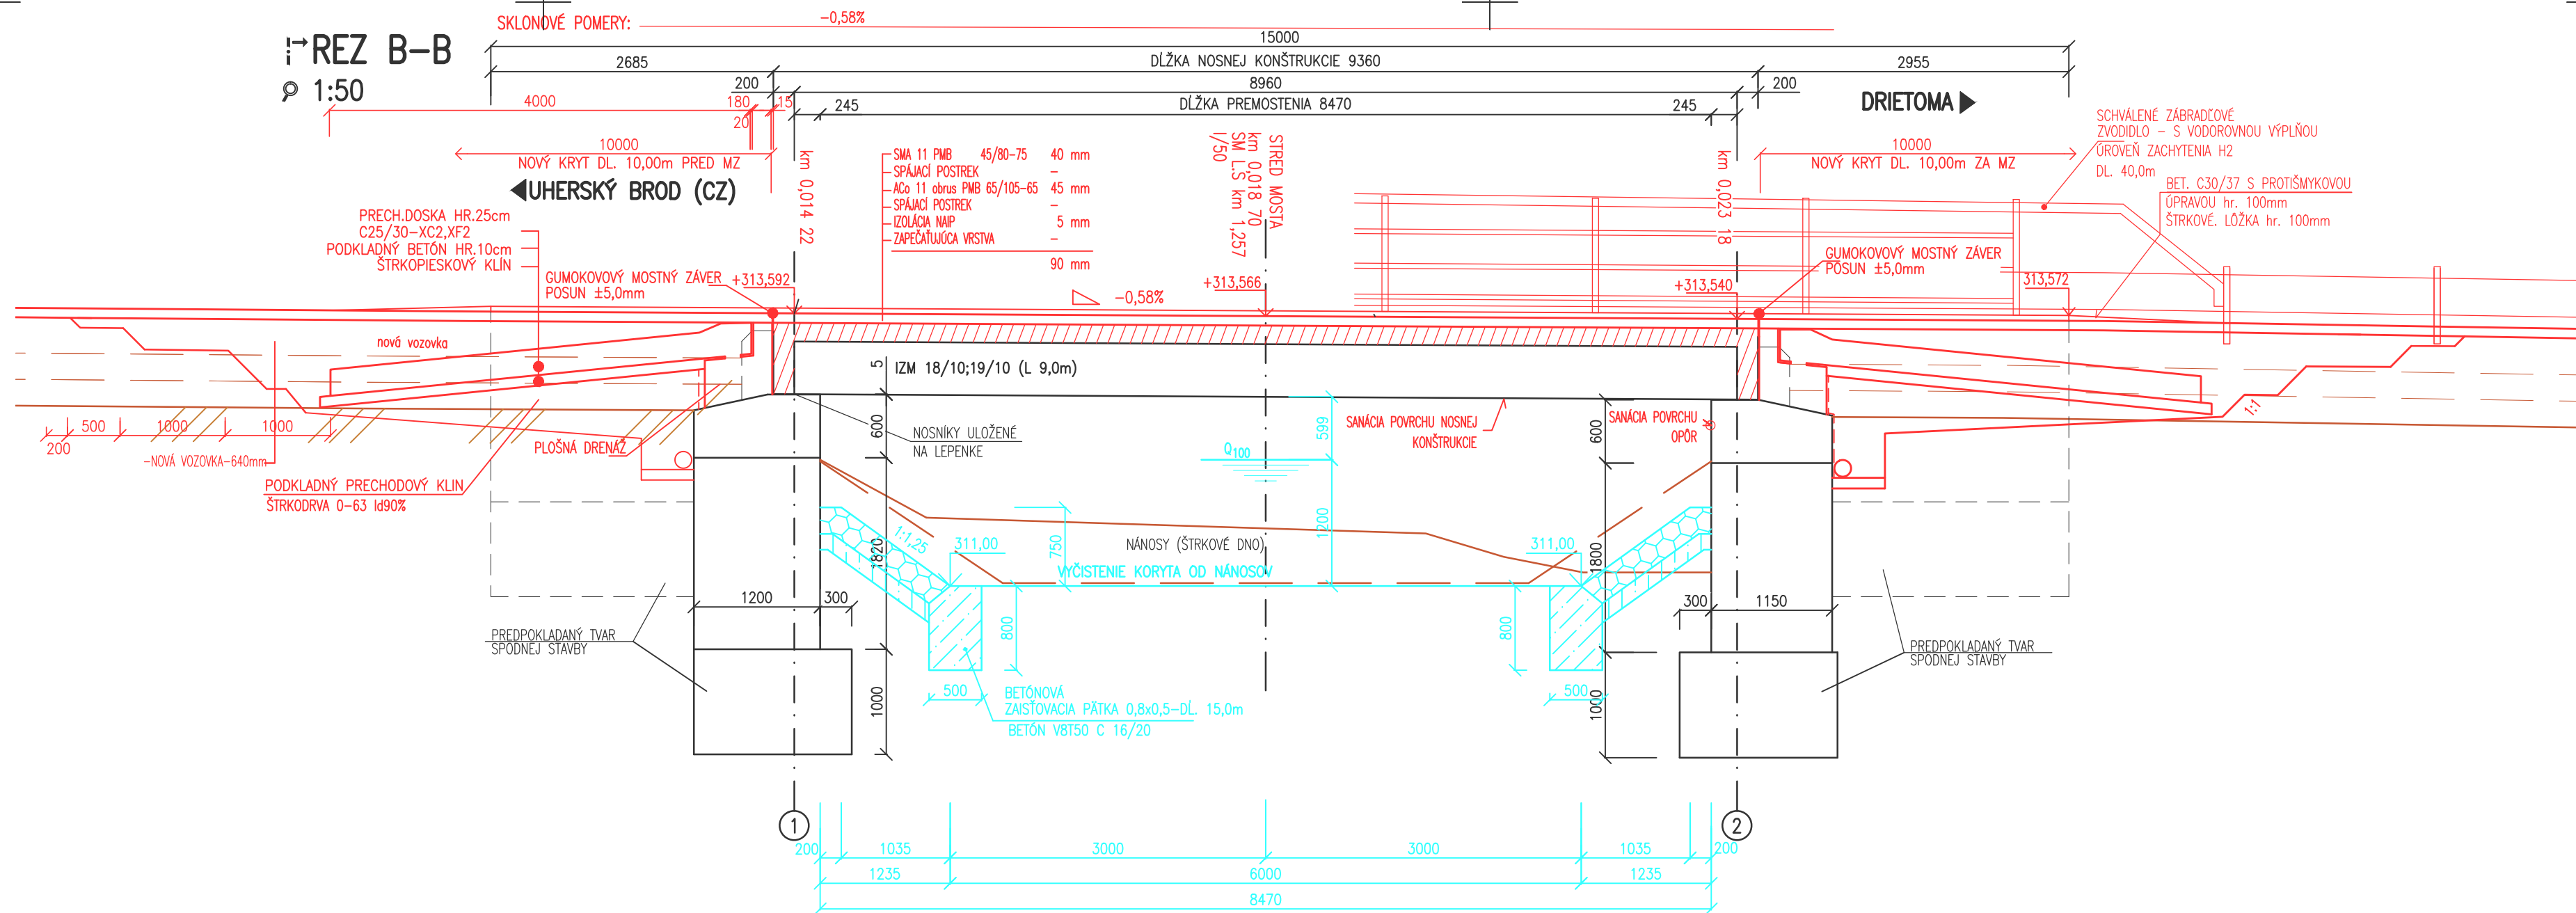 SKLONOVÉ POMERY:
-0,58%
REZ B-B
1:50
15000
2685
DĹŽKA NOSNEJ KONŠTRUKCIE 9360
2955
200
8960
200
4000
180
15
20
245
DĹŽKA PREMOSTENIA 8470
245
DRIETOMA
10000
NOVÝ KRYT DL. 10,00m PRED MZ
UHERSKÝ BROD (CZ)
km 0,014 22
SMA 11 PMB 45/80-75 40 mm
SPÁJACÍ POSTREK -
ACo 11 obrus PMB 65/105-65 45 mm
SPÁJACÍ POSTREK -
IZOLÁCIA NAIP 5 mm
ZAPEČAŤUJÚCA VRSTVA -
90 mm
STRED MOSTA
km 0,018 70
SM L.S km 1,257
I/50
km 0,023 18
10000
NOVÝ KRYT DL. 10,00m ZA MZ
SCHVÁLENÉ ZÁBRADĽOVÉ
ZVODIDLO - S VODOROVNOU VÝPLŇOU
ÚROVEŇ ZACHYTENIA H2
DL. 40,0m
BET. C30/37 S PROTIŠMYKOVOU
ÚPRAVOU hr. 100mm
ŠTRKOVÉ. LÔŽKA hr. 100mm
PRECH.DOSKA HR.25cm
C25/30-XC2,XF2
PODKLADNÝ BETÓN HR.10cm
ŠTRKOPIESKOVÝ KLÍN
GUMOKOVOVÝ MOSTNÝ ZÁVER
POSUN ±5,0mm
+313,592
-0,58%
+313,566
+313,540
GUMOKOVOVÝ MOSTNÝ ZÁVER
POSUN ±5,0mm
313,572
nová vozovka
5
IZM 18/10;19/10 (L 9,0m)
200
500
1000
1000
-NOVÁ VOZOVKA-640mm
PLOŠNÁ DRENÁŽ
PODKLADNÝ PRECHODOVÝ KLIN
ŠTRKODRVA 0-63 Id90%
600
NOSNÍKY ULOŽENÉ
NA LEPENKE
Q100
599
SANÁCIA POVRCHU NOSNEJ
KONŠTRUKCIE
600
SANÁCIA POVRCHU
OPÔR
1:1
1820
1:1,25
311,00
750
NÁNOSY (ŠTRKOVÉ DNO)
VYČISTENIE KORYTA OD NÁNOSOV
1200
311,00
1800
1200
300
800
800
300
1150
PREDPOKLADANÝ TVAR
SPODNEJ STAVBY
PREDPOKLADANÝ TVAR
SPODNEJ STAVBY
1000
500
BETÓNOVÁ
ZAISŤOVACIA PÄTKA 0,8x0,5-DĹ. 15,0m
BETÓN V8T50 C 16/20
500
1000
1
2
200
1035
3000
3000
1035
200
1235
6000
1235
8470